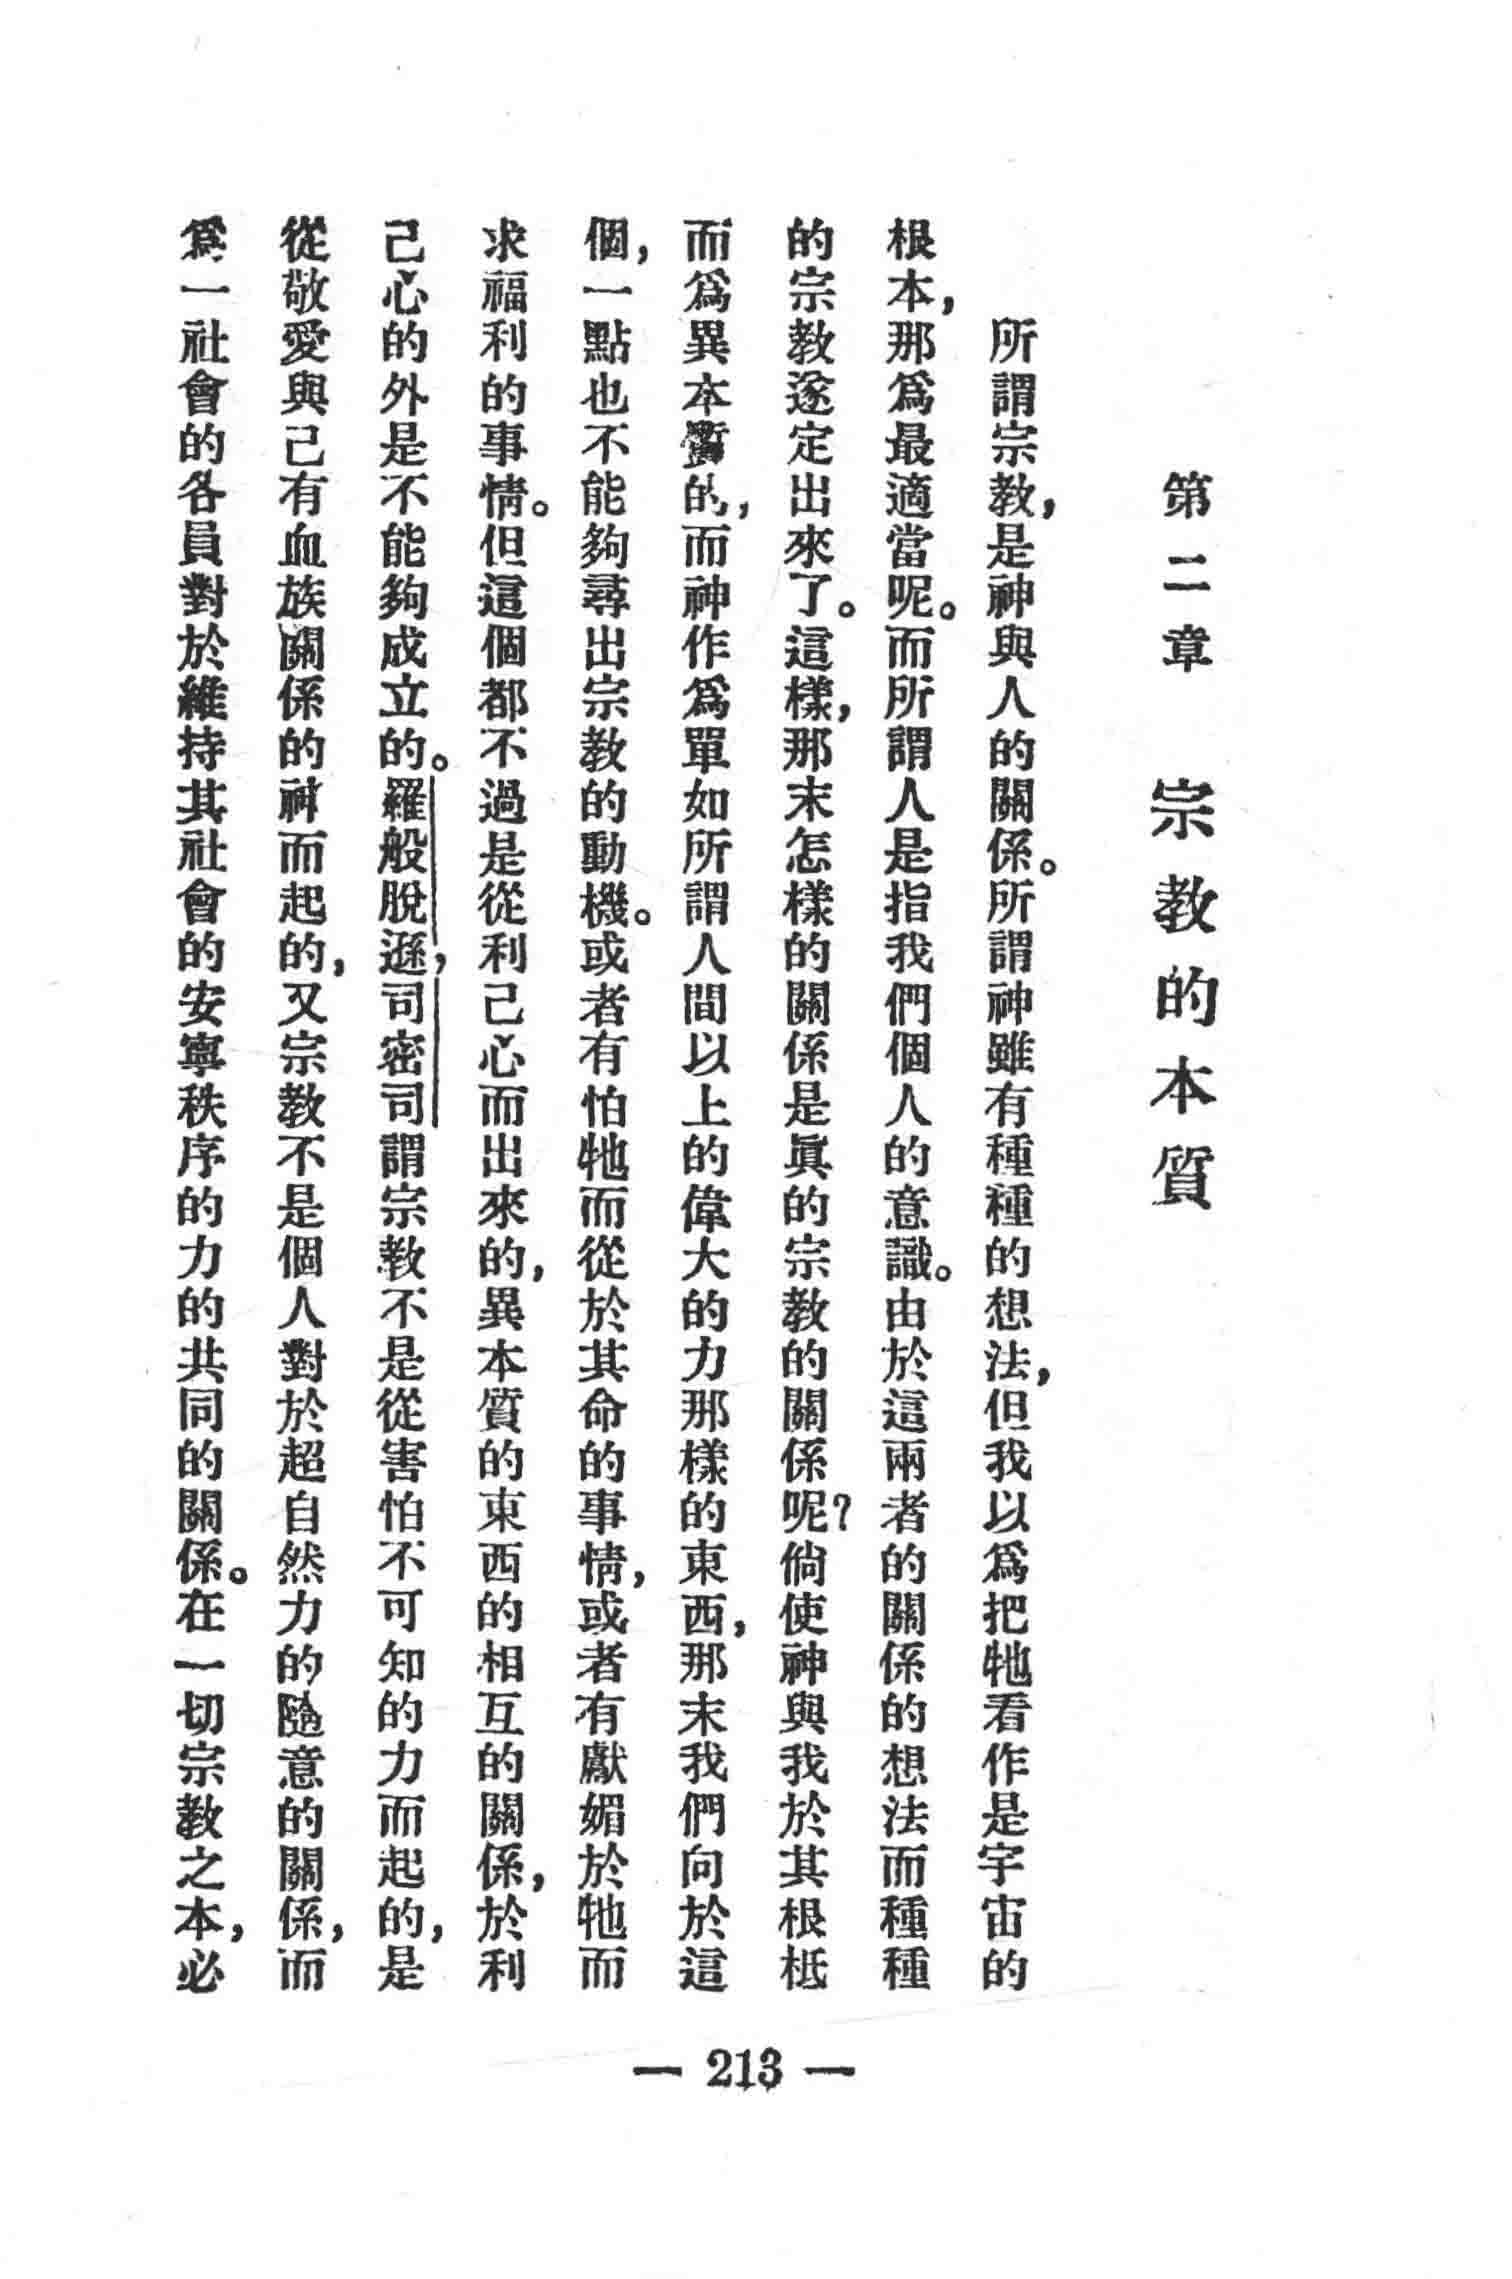 第二章　宗教的本質
所謂宗教，是神與人的關係。所謂神雖有種種的想法，但我以爲把牠看作是宇宙的
根本，那爲最適當呢。而所謂人是指我們個人的意識。由於這兩者的關係的想法而種種
的宗教遂定出來了。這樣，那末怎樣的關係是眞的宗教的關係呢？倘使神與我於其根柢
而爲異本質的，而神作爲單如所謂人間以上的偉大的力那樣的東西，那末我們向於這
個，一點也不能夠尋出宗教的動機。或者有怕牠而從於其命的事情，或者有獻媚於牠而
求福利的事情。但這個都不過是從利己心而出來的，異本質的東西的相互的關係，於利
己心的外是不能夠成立的。羅般脫遜，司密司謂宗教不是從害怕不可知的力而起的，是
從敬愛與己有血族關係的神而起的，又宗教不是個人對於超自然力的隨意的關係，而
爲一社會的各員對於維持其社會的安寧秩序的力的共同的關係。在一切宗教之本，必
— 213 —